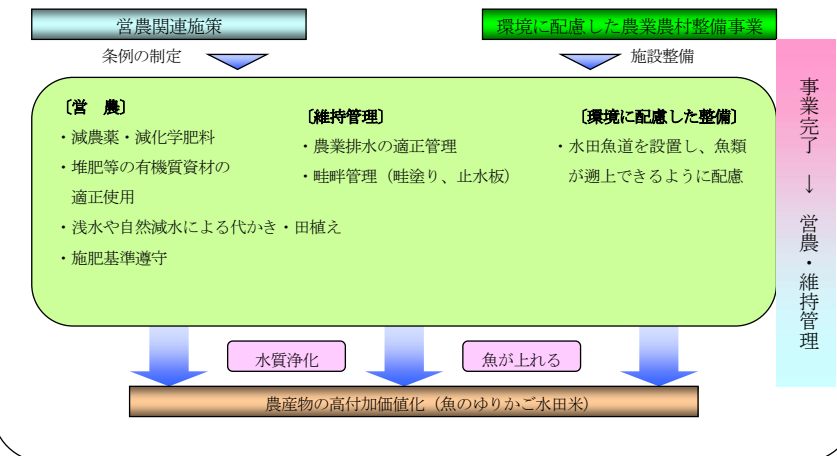 営農関連施策
環境に配慮した農業農村整備事業
条例の制定
施設整備
〔営　農〕
・減農薬・減化学肥料
・堆肥等の有機質資材の
適正使用
・浅水や自然減水による代かき・田植え
・施肥基準遵守
〔維持管理〕
・農業排水の適正管理
・畦畔管理（畦塗り、止水板）
〔環境に配慮した整備〕
・水田魚道を設置し、魚類
が遡上できるように配慮
事業完了　→　営農・維持管理
水質浄化
魚が上れる
農産物の高付加価値化（魚のゆりかご水田米）